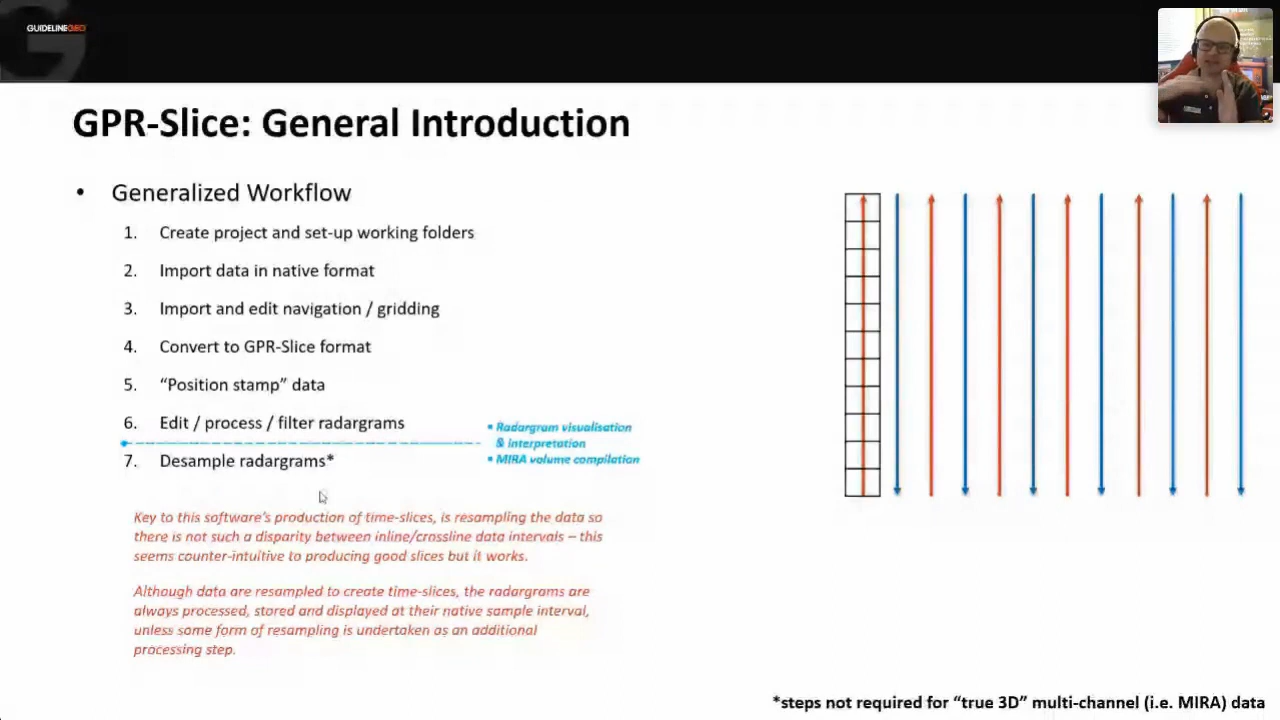 GUIDELINEGEO
GPR-Slice: General Introduction
• Generalized Workflow
1. Create project and set-up working folders
2. Import data in native format
3. Import and edit navigation / gridding
4. Convert to GPR-Slice format
5. “Position stamp” data
6. Edit / process / filter radargrams
▪ Radargram visualisation
& interpretation
▪ MIRA volume compilation
7. Desample radargrams*
Key to this software’s production of time-slices, is resampling the data so
there is not such a disparity between inline/crossline data intervals – this
seems counter-intuitive to producing good slices but it works.
Although data are resampled to create time-slices, the radargrams are
always processed, stored and displayed at their native sample interval,
unless some form of resampling is undertaken as an additional
processing step.
*steps not required for “true 3D” multi-channel (i.e. MIRA) data